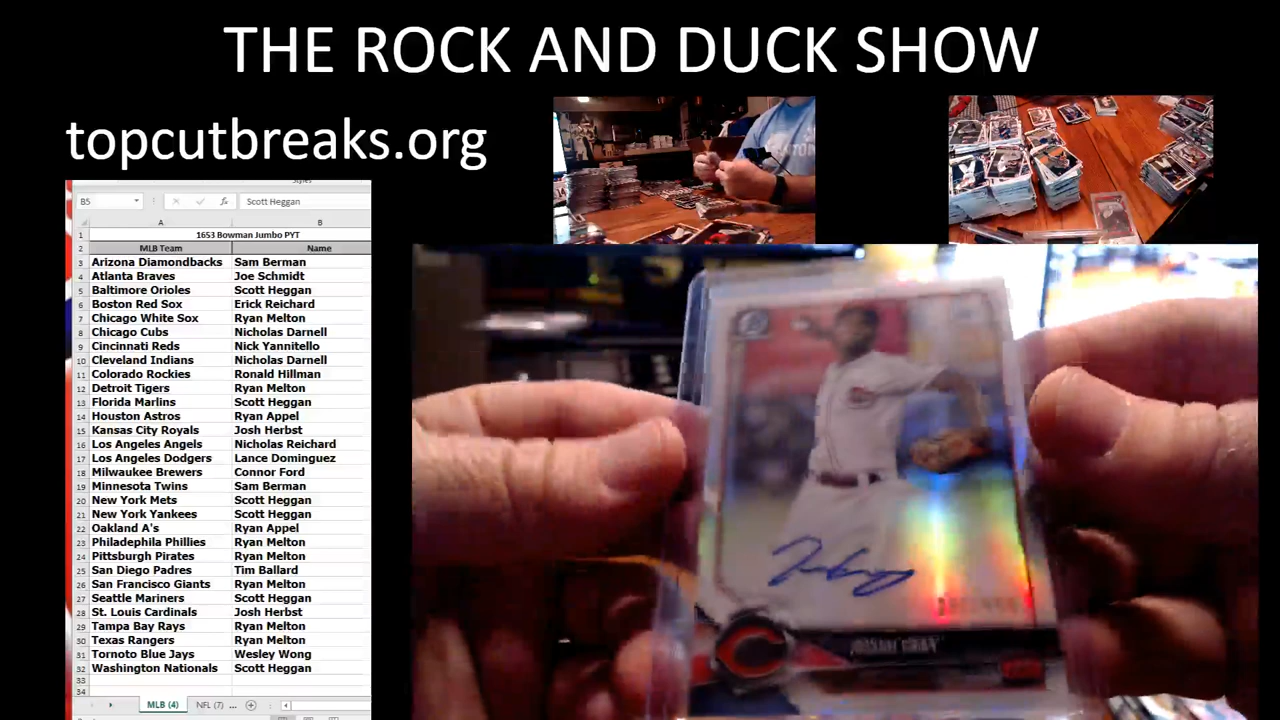 THE ROCK AND DUCK SHOW
topcutbreaks.org
B5 Scott Heggan
A B
1 1653 Bowman Jumbo PYT
2 MLB Team Name
3 Arizona Diamondbacks Sam Berman
4 Atlanta Braves Joe Schmidt
5 Baltimore Orioles Scott Heggan
6 Boston Red Sox Erick Reichard
7 Chicago White Sox Ryan Melton
8 Chicago Cubs Nicholas Darnell
9 Cincinnati Reds Nick Yannitello
10 Cleveland Indians Nicholas Darnell
11 Colorado Rockies Ronald Hillman
12 Detroit Tigers Ryan Melton
13 Florida Marlins Scott Heggan
14 Houston Astros Ryan Appel
15 Kansas City Royals Josh Herbst
16 Los Angeles Angels Nicholas Reichard
17 Los Angeles Dodgers Lance Dominguez
18 Milwaukee Brewers Connor Ford
19 Minnesota Twins Sam Berman
20 New York Mets Scott Heggan
21 New York Yankees Scott Heggan
22 Oakland A's Ryan Appel
23 Philadephila Phillies Ryan Melton
24 Pittsburgh Pirates Ryan Melton
25 San Diego Padres Tim Ballard
26 San Francisco Giants Ryan Melton
27 Seattle Mariners Scott Heggan
28 St. Louis Cardinals Josh Herbst
29 Tampa Bay Rays Ryan Melton
30 Texas Rangers Ryan Melton
31 Tornoto Blue Jays Wesley Wong
32 Washington Nationals Scott Heggan
33
34
MLB (4) NFL (7) ...
JOSIAH GRAY